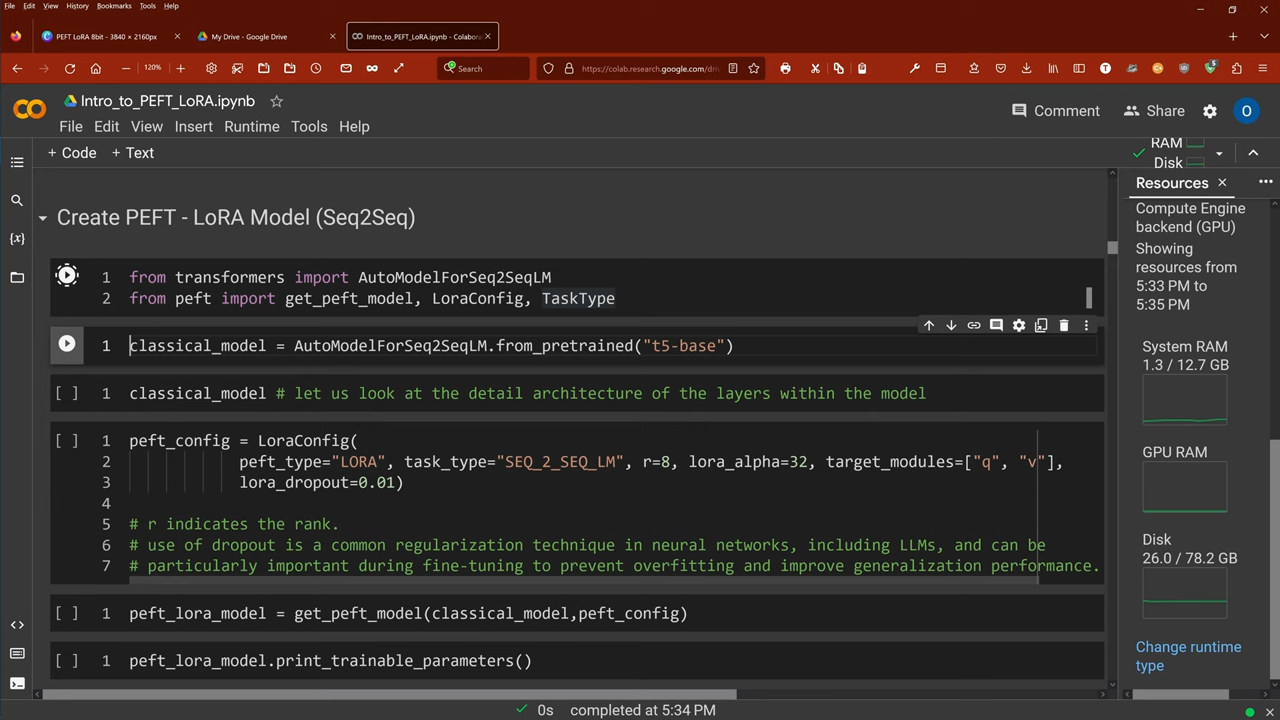 File Edit View History Bookmarks Tools Help
PEFT LoRA 8bit - 3840 × 2160px
My Drive - Google Drive
Intro_to_PEFT_LoRA.ipynb - Colabora
120%
Search
https://colab.research.google.com/driv
Intro_to_PEFT_LoRA.ipynb
Comment
Share
O
File Edit View Insert Runtime Tools Help
+ Code + Text
RAM
Disk
Resources
Create PEFT - LoRA Model (Seq2Seq)
1 from transformers import AutoModelForSeq2SeqLM
2 from peft import get_peft_model, LoraConfig, TaskType
1 classical_model = AutoModelForSeq2SeqLM.from_pretrained("t5-base")
[ ] 1 classical_model # let us look at the detail architecture of the layers within the model
[ ] 1 peft_config = LoraConfig(
2 peft_type="LORA", task_type="SEQ_2_SEQ_LM", r=8, lora_alpha=32, target_modules=["q", "v"],
3 lora_dropout=0.01)
4
5 # r indicates the rank.
6 # use of dropout is a common regularization technique in neural networks, including LLMs, and can be
7 # particularly important during fine-tuning to prevent overfitting and improve generalization performance.
[ ] 1 peft_lora_model = get_peft_model(classical_model,peft_config)
[ ] 1 peft_lora_model.print_trainable_parameters()
Compute Engine
backend (GPU)
Showing
resources from
5:33 PM to
5:35 PM
System RAM
1.3 / 12.7 GB
GPU RAM
Disk
26.0 / 78.2 GB
Change runtime
type
0s completed at 5:34 PM